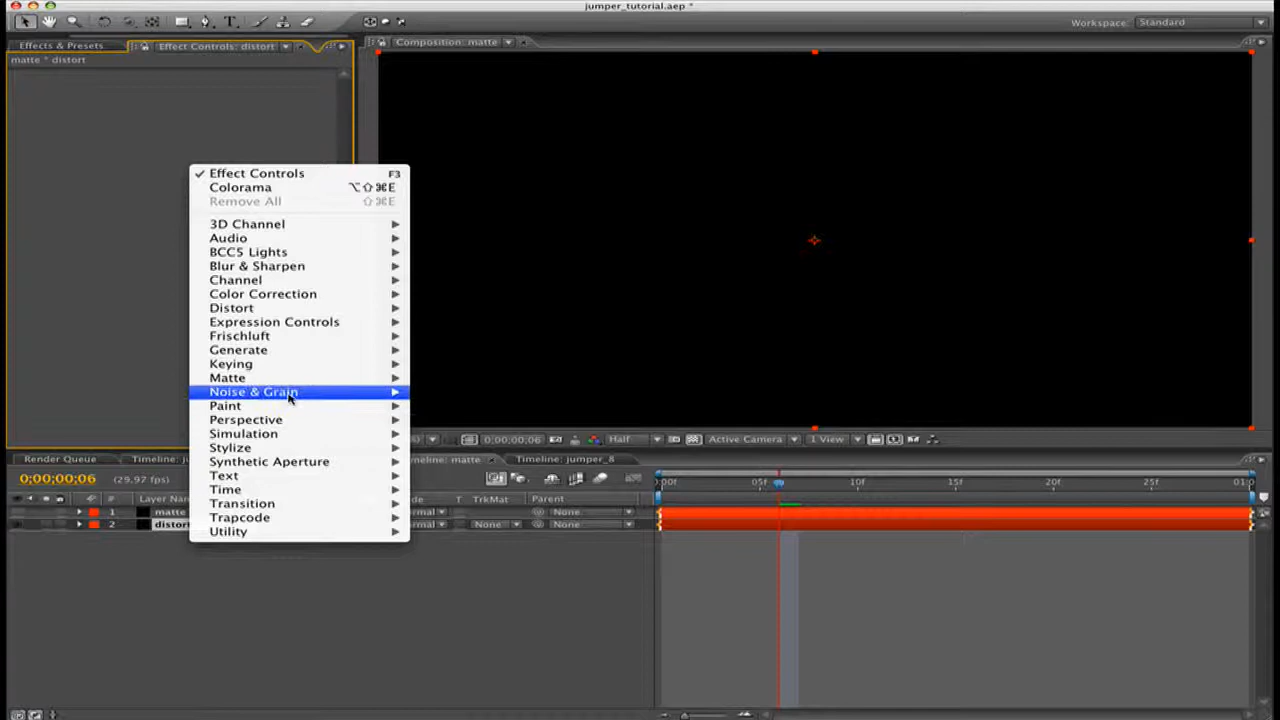 jumper_tutorial.aep *
Workspace: Standard
Effects & Presets
Effect Controls: distort
Composition: matte
matte * distort
Effect Controls F3
Colorama ⌥⇧⌘E
Remove All ⇧⌘E
3D Channel
Audio
BCC5 Lights
Blur & Sharpen
Channel
Color Correction
Distort
Expression Controls
Frischluft
Generate
Keying
Matte
Noise & Grain
Paint
Perspective
Simulation
Stylize
Synthetic Aperture
Text
Time
Transition
Trapcode
Utility
0;00;00;06
Half
Active Camera
1 View
Render Queue
Timeline: matte
Timeline: jumper_8
0;00;00;06
(29.97 fps)
05f
10f
15f
20f
25f
#
T TrkMat
Parent
1 matte
None
2 distort
None
None